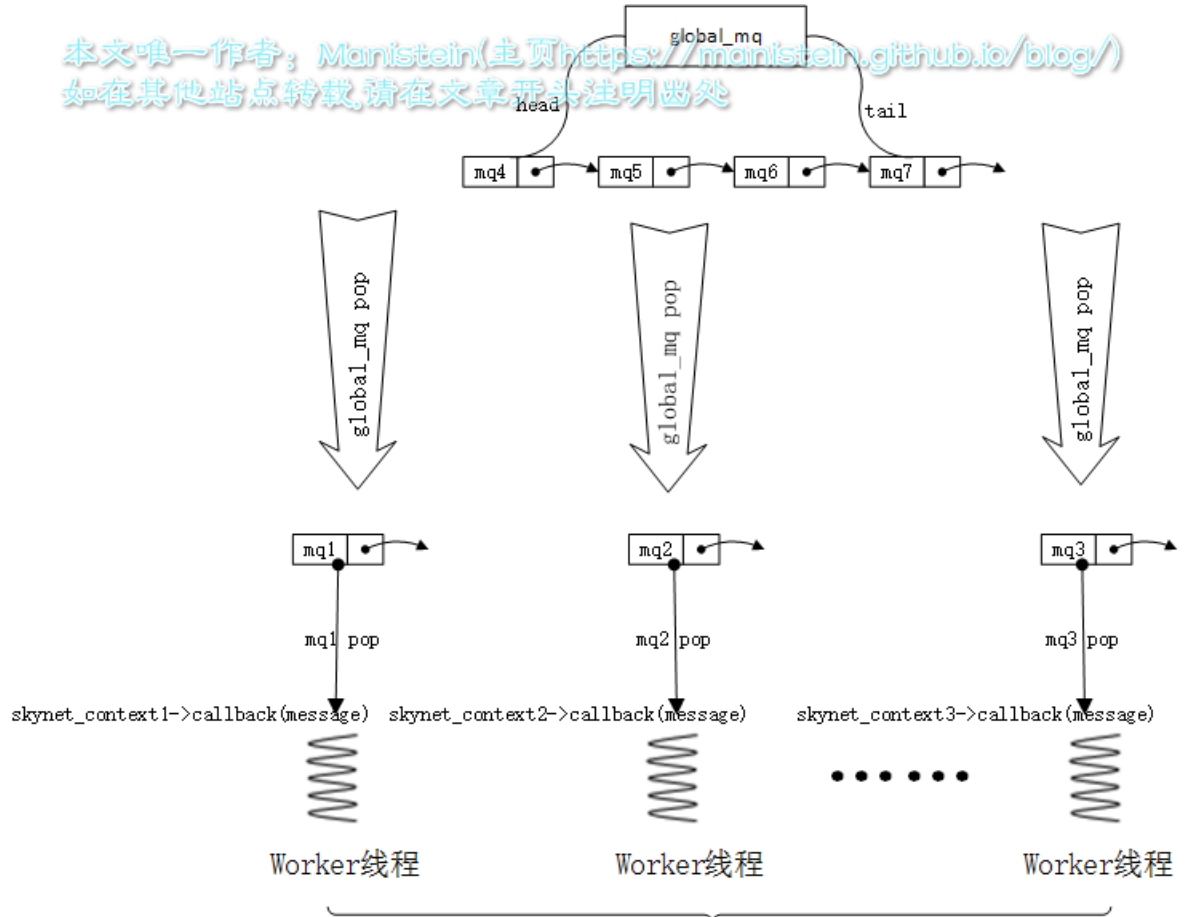 global_mq
本文唯一作者：Manistein(主页https://manistein.github.io/blog/)
如在其他站点转载,请在文章开头注明出处
head
tail
mq4
mq5
mq6
mq7
global_mq pop
global_mq pop
global_mq pop
mq1
mq2
mq3
mq1 pop
mq2 pop
mq3 pop
skynet_context1->callback(message)
skynet_context2->callback(message)
skynet_context3->callback(message)
Worker线程
Worker线程
Worker线程